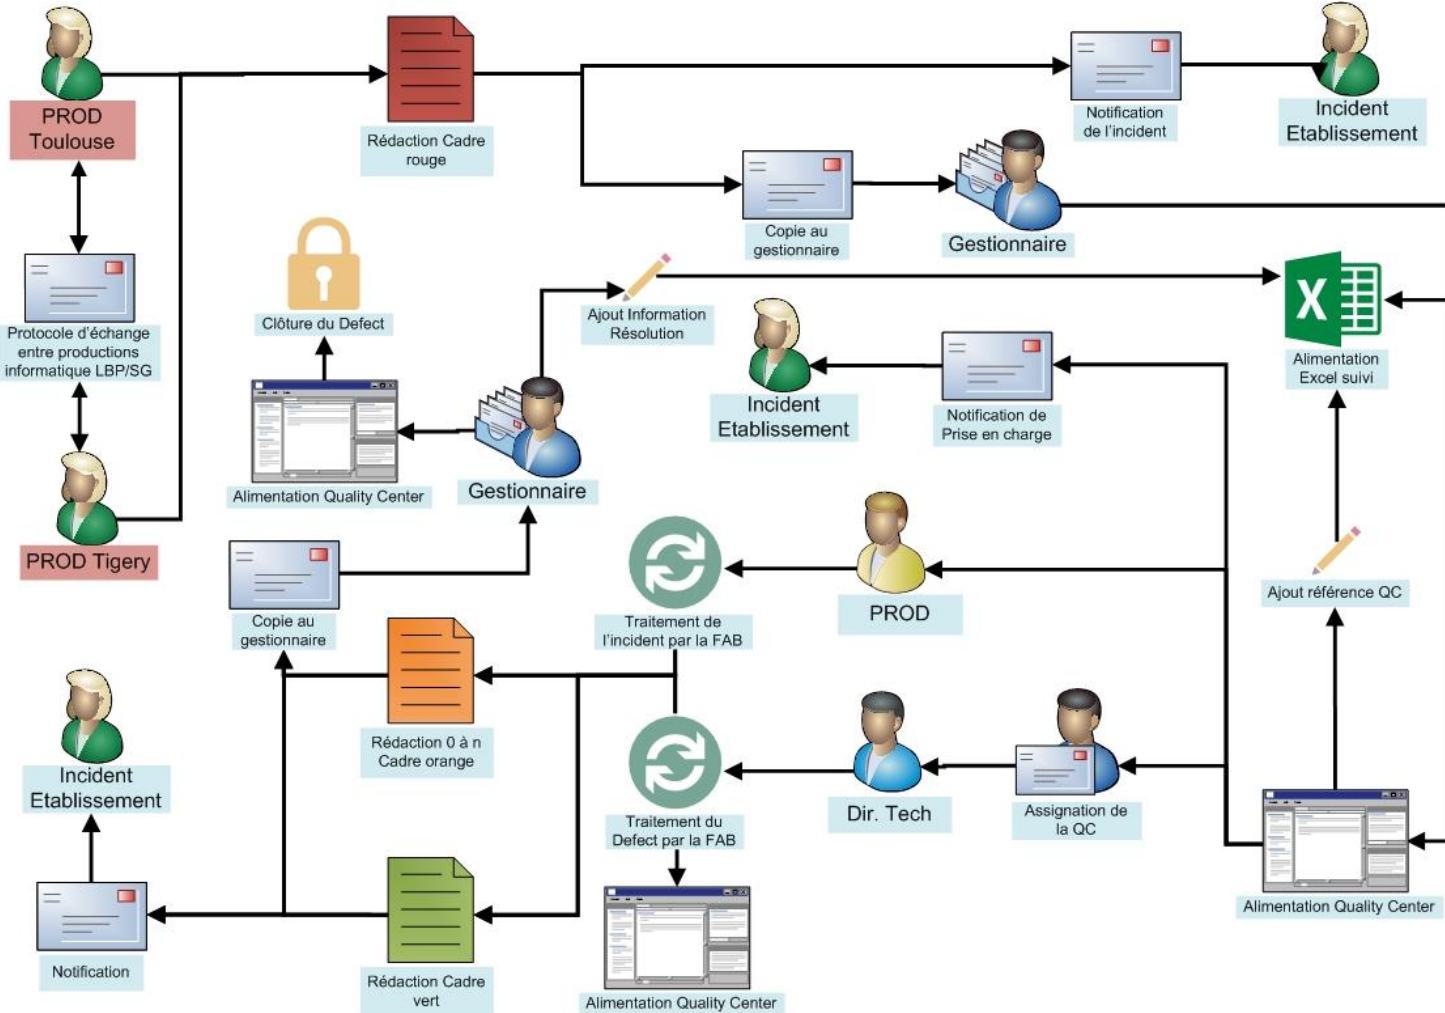 PROD
Toulouse
Rédaction Cadre
rouge
Notification
de l'incident
Incident
Etablissement
Copie au
gestionnaire
Gestionnaire
Protocole d'échange
entre productions
informatique LBP/SG
Clôture du Defect
Ajout Information
Résolution
X
Alimentation
Excel suivi
Incident
Etablissement
Notification de
Prise en charge
Alimentation Quality Center
Gestionnaire
PROD Tigery
Copie au
gestionnaire
Traitement de
l'incident par la FAB
PROD
Ajout référence QC
Rédaction 0 à n
Cadre orange
Incident
Etablissement
Traitement du
Defect par la FAB
Dir. Tech
Assignation de
la QC
Alimentation Quality Center
Notification
Rédaction Cadre
vert
Alimentation Quality Center